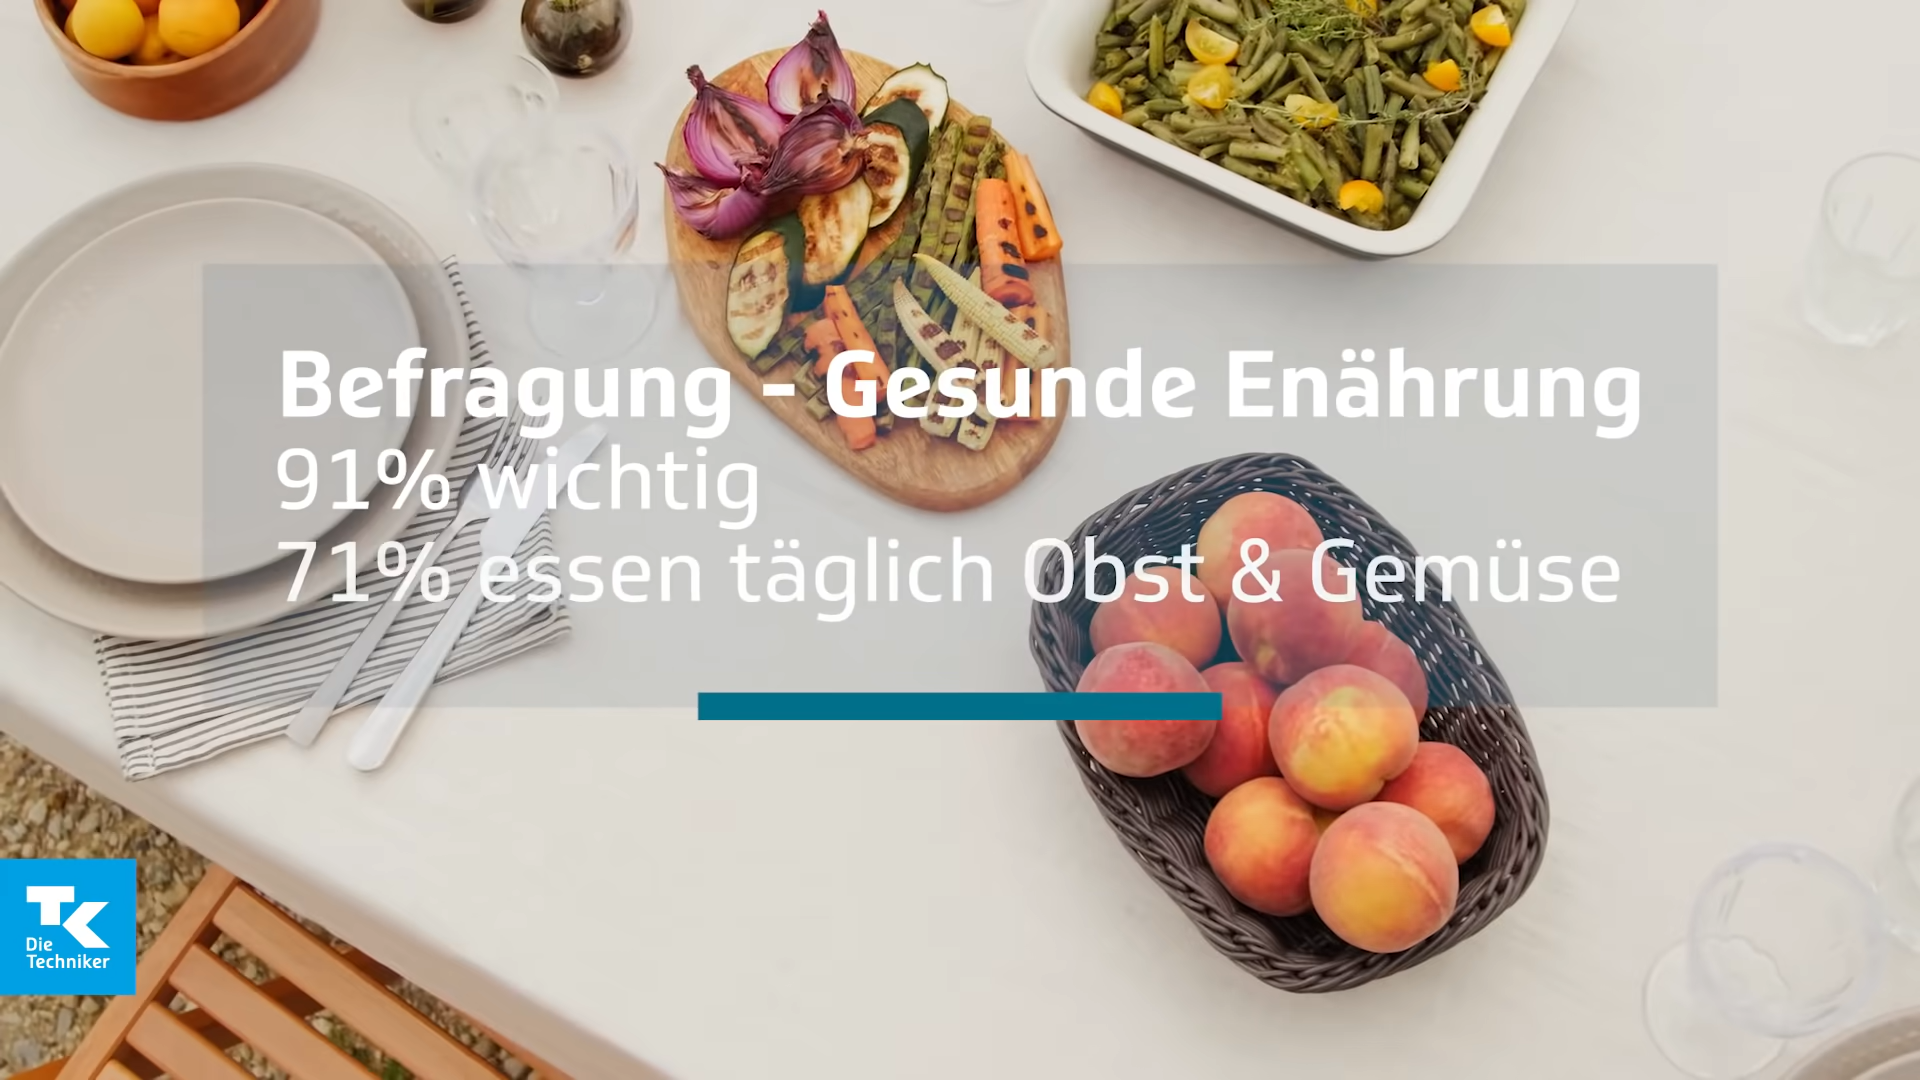 Befragung - Gesunde Enährung
91% wichtig
71% essen täglich Obst & Gemüse
TK
Die
Techniker